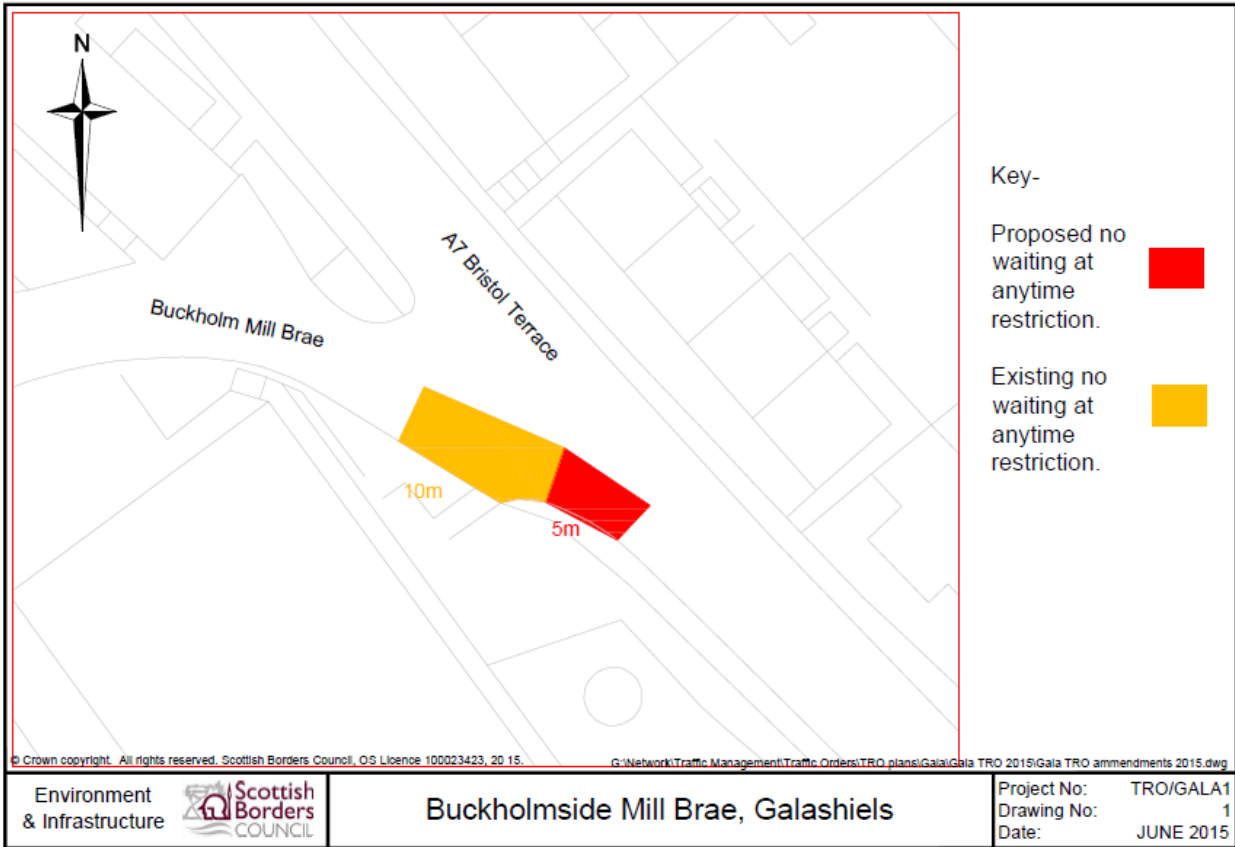 N
A7 Bristol Terrace
Buckholm Mill Brae
10m
5m
Key-
Proposed no
waiting at
anytime
restriction.
Existing no
waiting at
anytime
restriction.
© Crown copyright. All rights reserved. Scottish Borders Council, OS Licence 100023423, 20 15.
G:\Network\Traffic Management\Traffic Orders\TRO plans\Gala\Gala TRO 2015\Gala TRO ammendments 2015.dwg
Environment
& Infrastructure
Scottish
Borders
COUNCIL
Buckholmside Mill Brae, Galashiels
Project No: TRO/GALA1
Drawing No: 1
Date: JUNE 2015